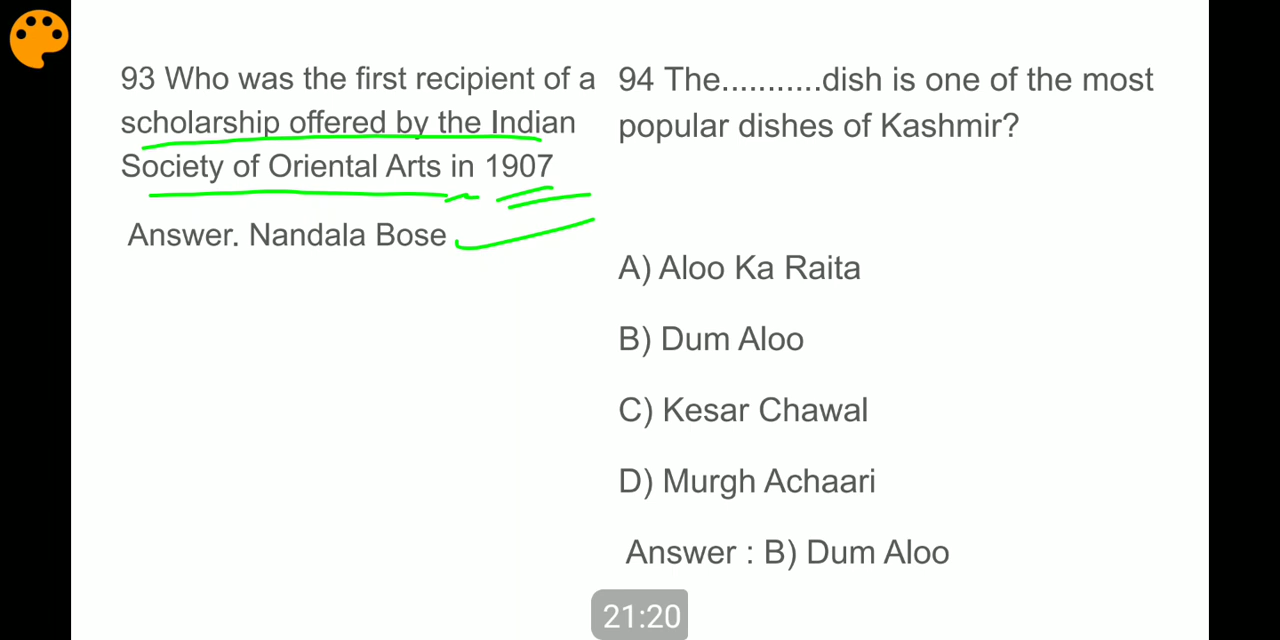 93 Who was the first recipient of a
scholarship offered by the Indian
Society of Oriental Arts in 1907
Answer. Nandala Bose
94 The...........dish is one of the most
popular dishes of Kashmir?
A) Aloo Ka Raita
B) Dum Aloo
C) Kesar Chawal
D) Murgh Achaari
Answer : B) Dum Aloo
21:20